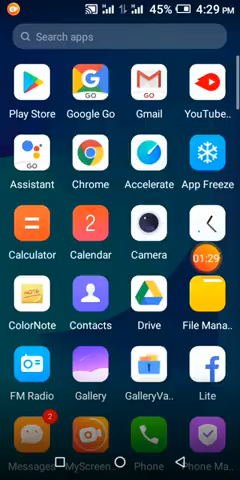 45% 4:29 PM
Search apps
GO GO
Play Store Google Go Gmail YouTube..
GO
Assistant Chrome Accelerate App Freeze
2
Calculator Calendar Camera
01:29
NOTE
ColorNote Contacts Drive File Mana..
FM Radio Gallery GalleryVa.. Lite
2
Messages MyScreen.. Phone Phone Ma..